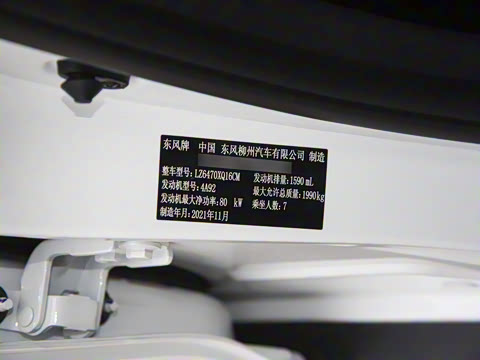 东风牌 中国 东风柳州汽车有限公司 制造
整车型号:LZ6470XQ16CM 发动机排量:1590 mL
发动机型号:4A92 最大允许总质量:1990kg
发动机最大净功率:80 kW 乘坐人数:7
制造年月:2021年11月